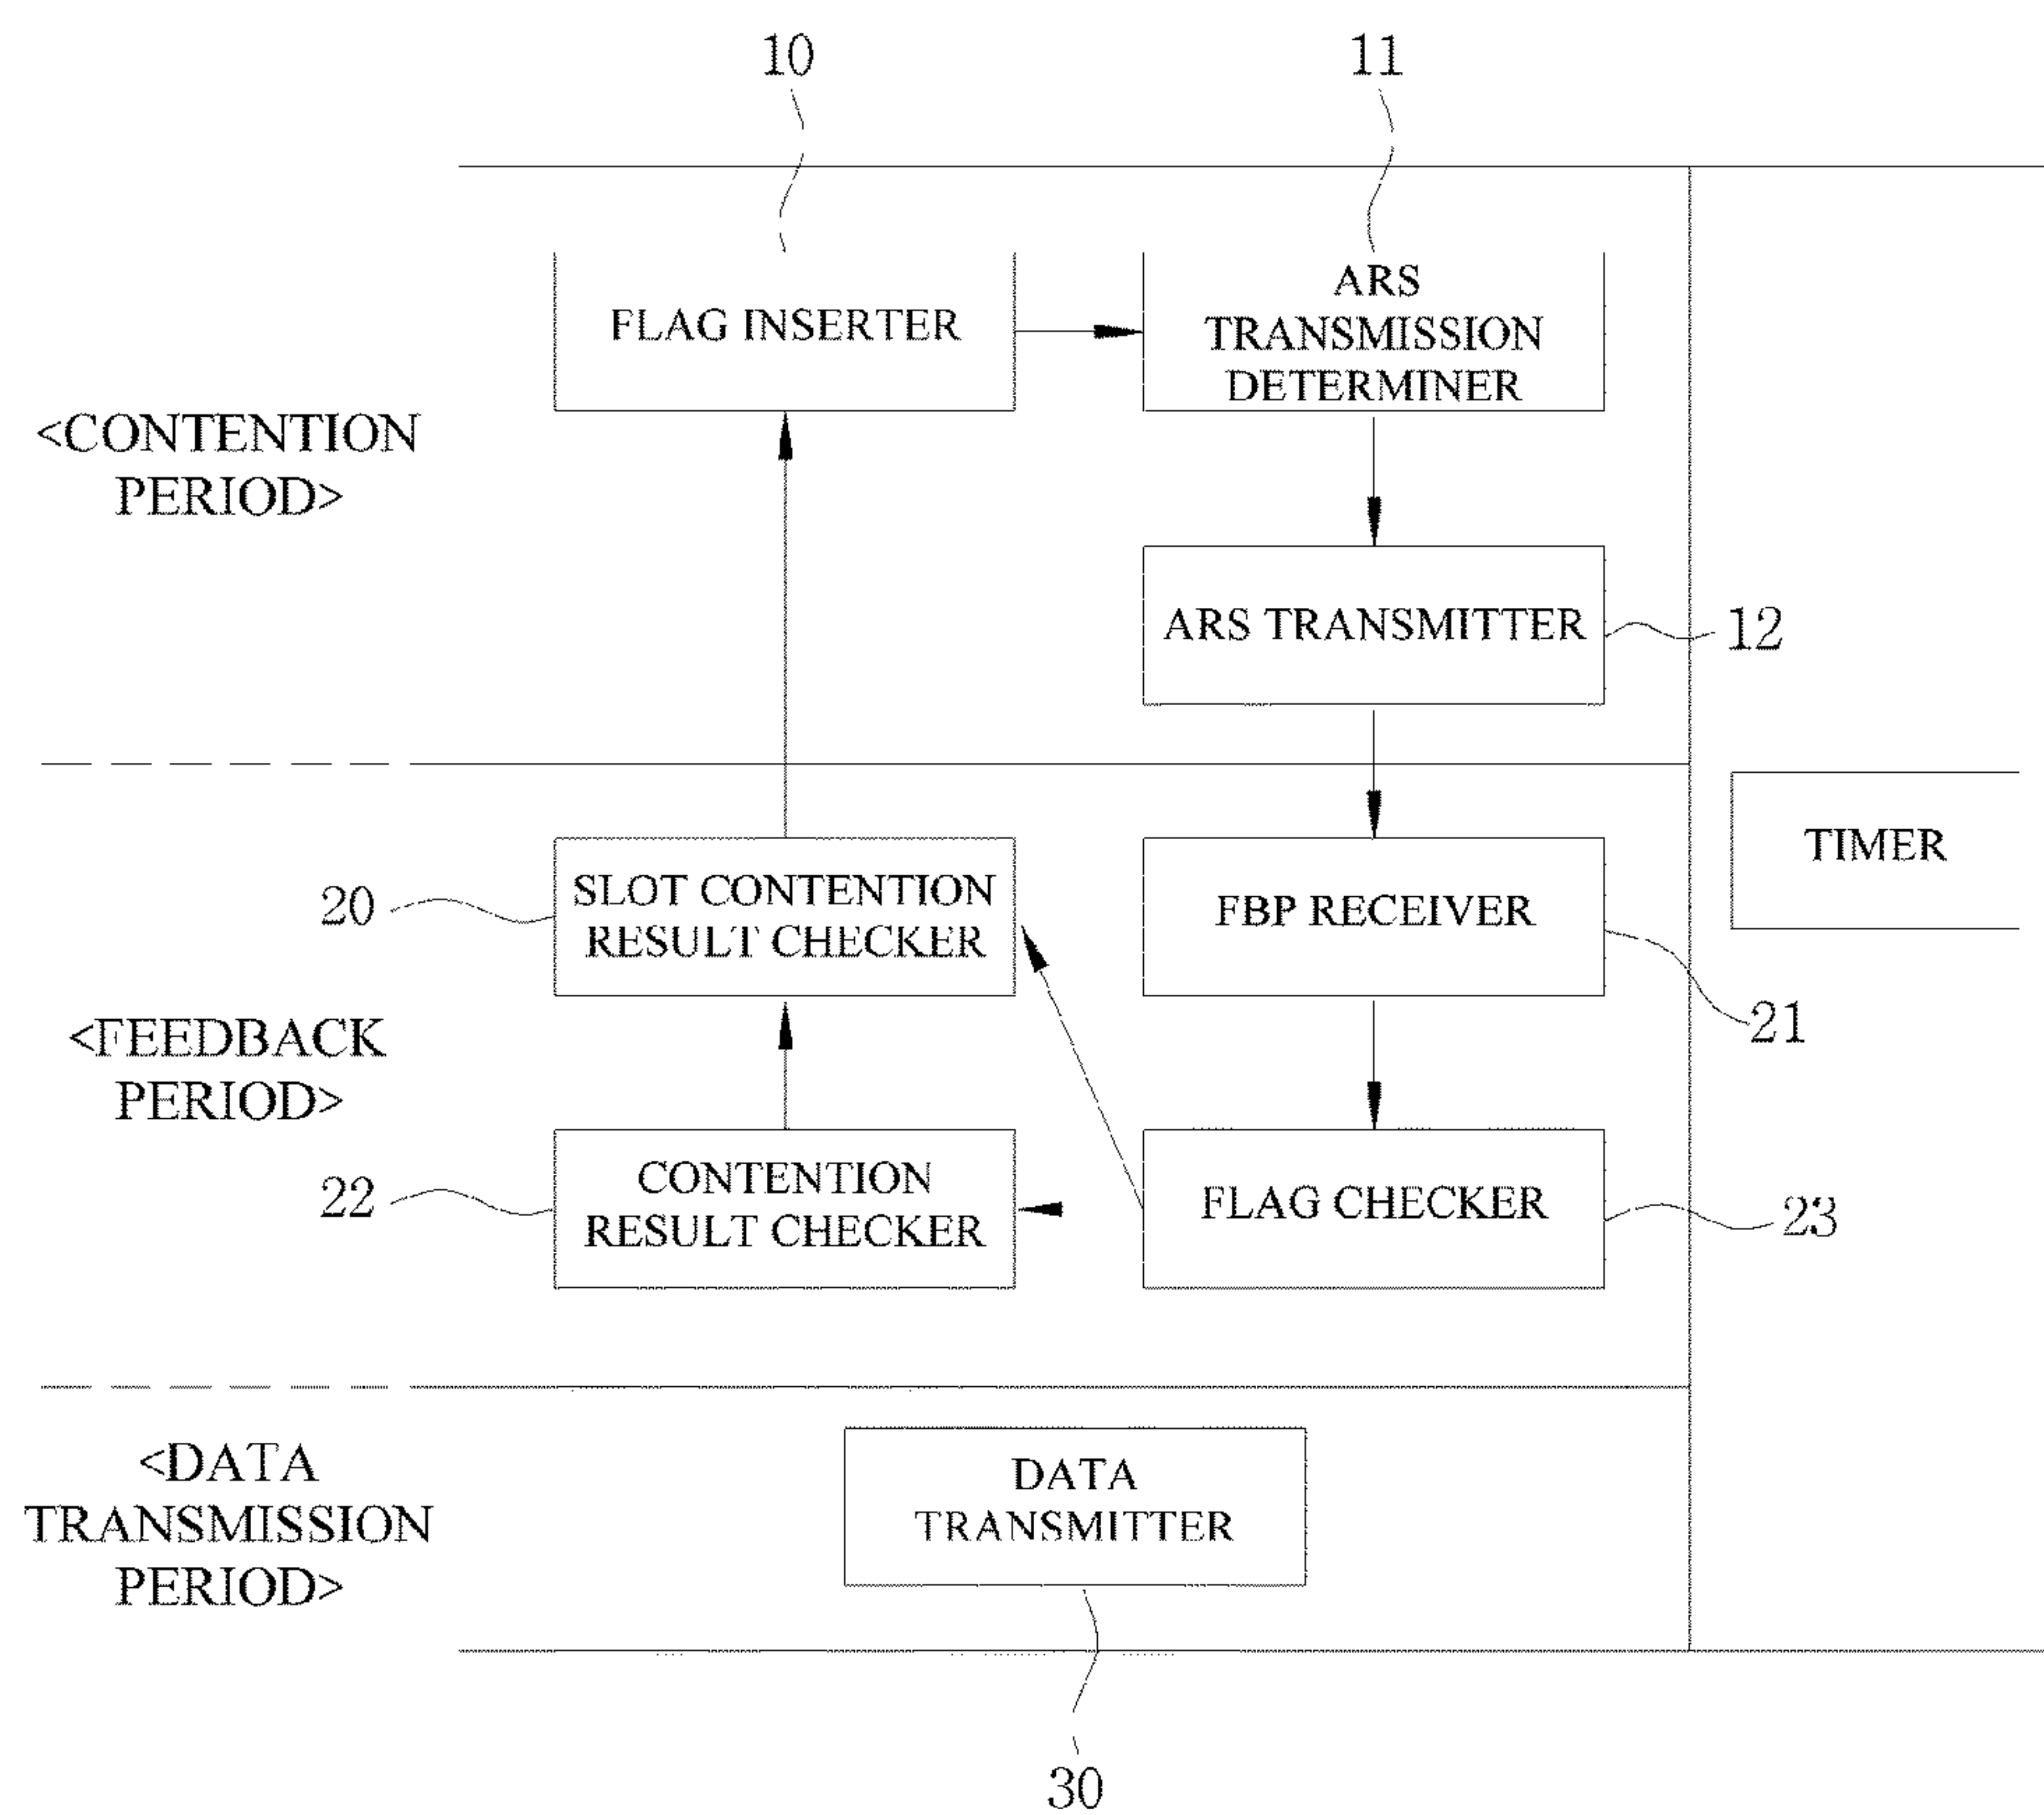 10
11
FLAG INSERTER
ARS
TRANSMISSION
DETERMINER
<CONTENTION
PERIOD>
ARS TRANSMITTER
12
TIMER
20
SLOT CONTENTION
RESULT CHECKER
FBP RECEIVER
21
<FEEDBACK
PERIOD>
22
CONTENTION
RESULT CHECKER
FLAG CHECKER
23
<DATA
TRANSMISSION
PERIOD>
DATA
TRANSMITTER
30